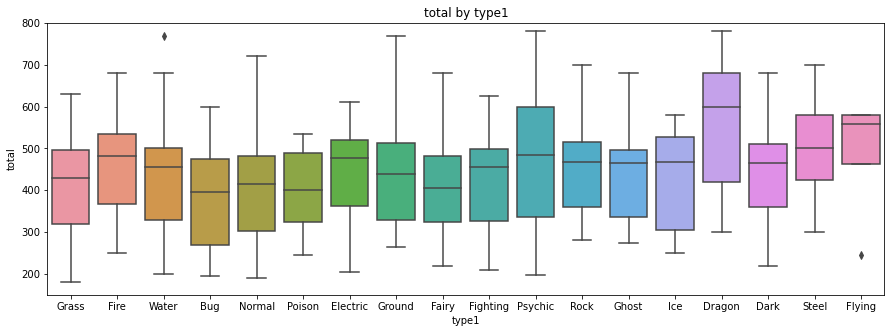 total by type1
total
800
700
600
500
400
300
200
Grass Fire Water Bug Normal Poison Electric Ground Fairy Fighting Psychic Rock Ghost Ice Dragon Dark Steel Flying
type1